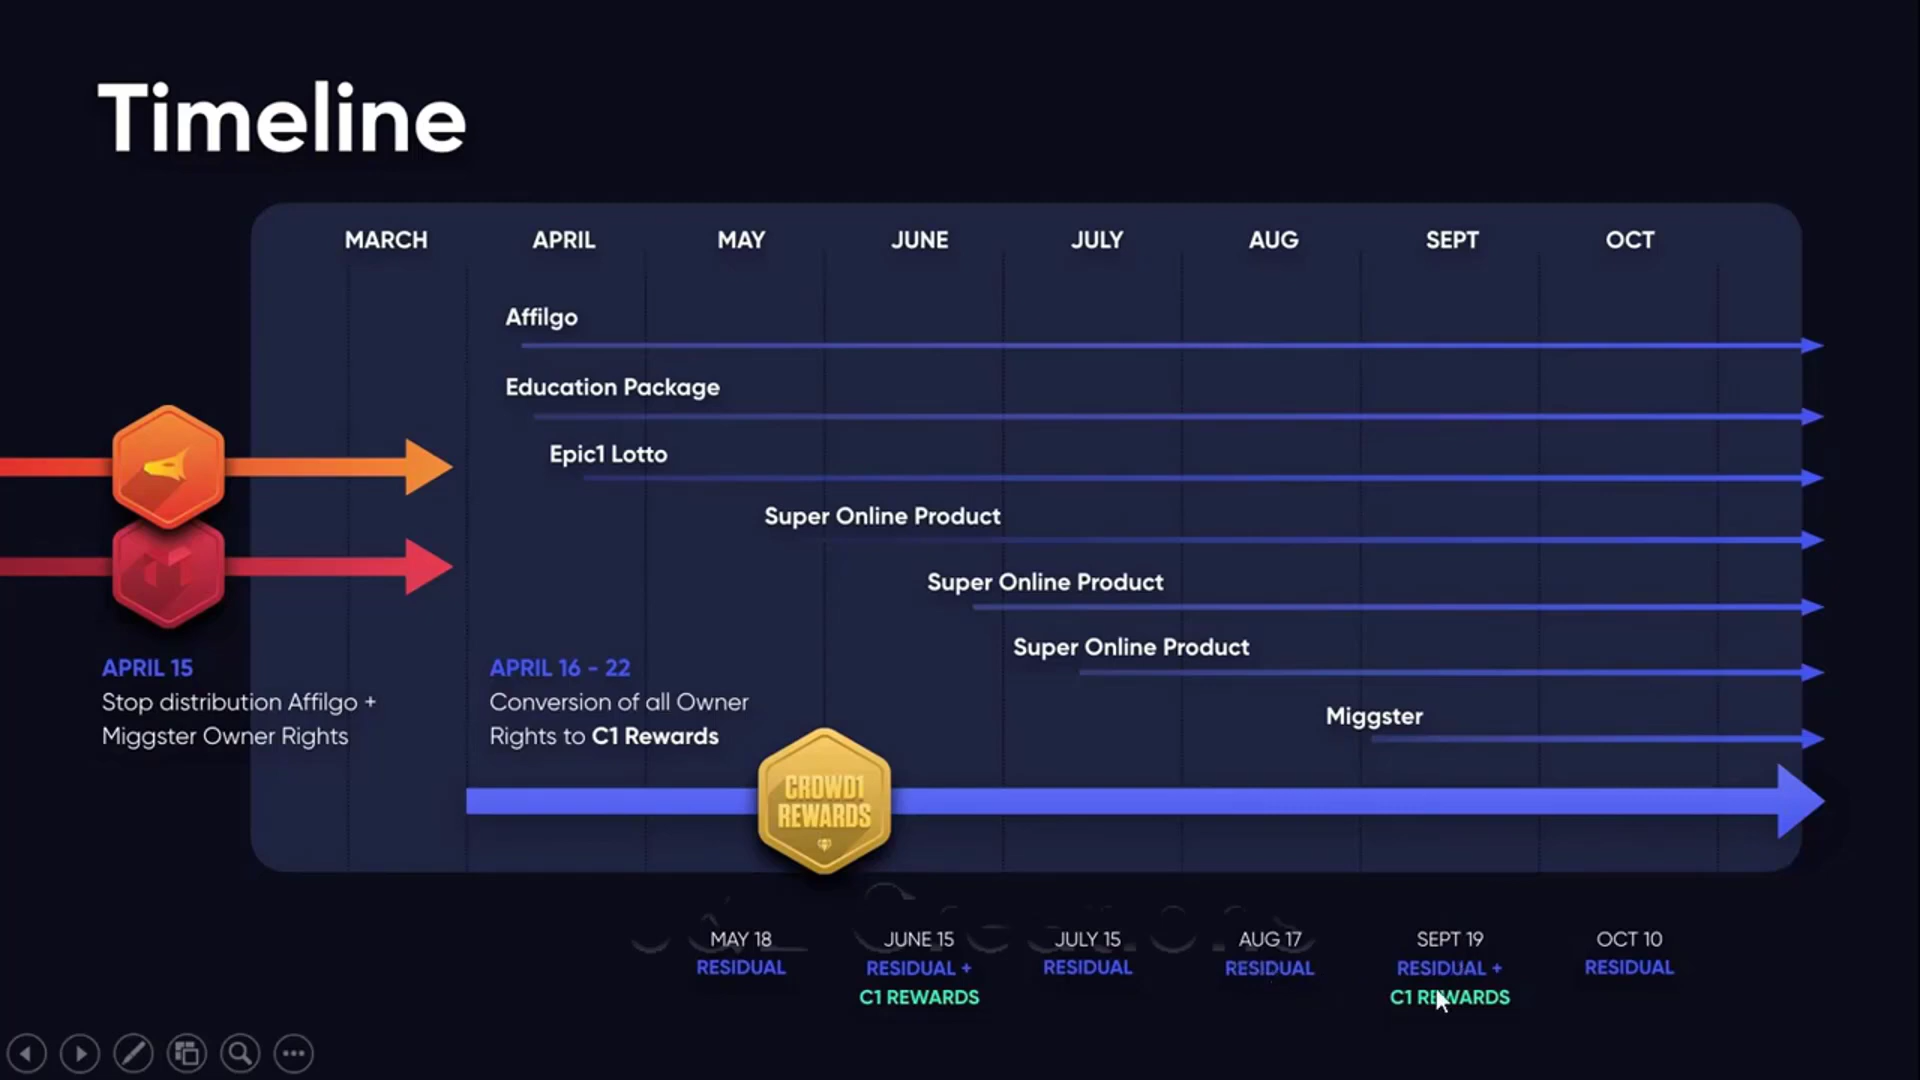 Timeline
MARCH APRIL MAY JUNE JULY AUG SEPT OCT
Affilgo
Education Package
Epic1 Lotto
Super Online Product
Super Online Product
Super Online Product
Miggster
APRIL 15
Stop distribution Affilgo +
Miggster Owner Rights
APRIL 16 - 22
Conversion of all Owner
Rights to C1 Rewards
CROWD1
REWARDS
MAY 18
RESIDUAL
JUNE 15
RESIDUAL +
C1 REWARDS
JULY 15
RESIDUAL
AUG 17
RESIDUAL
SEPT 19
RESIDUAL +
C1 REWARDS
OCT 10
RESIDUAL